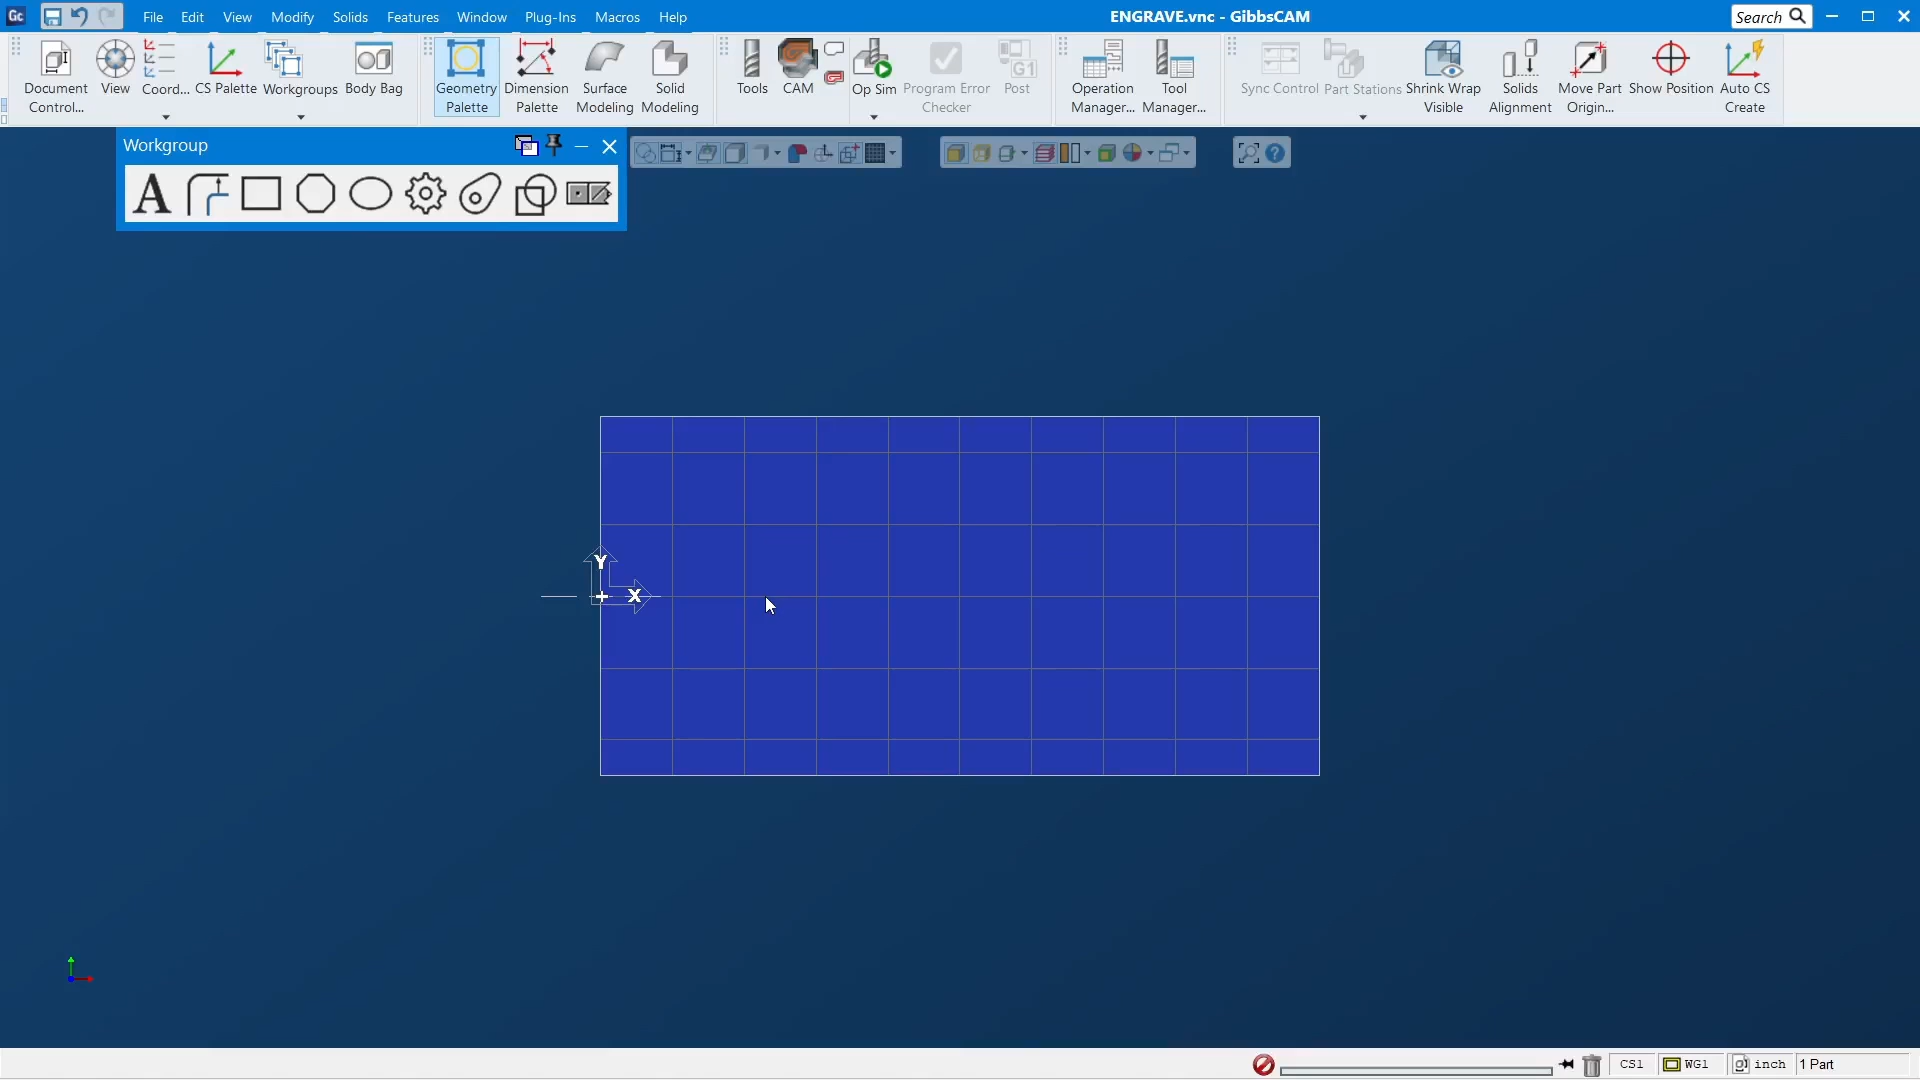 Gc File Edit View Modify Solids Features Window Plug-Ins Macros Help ENGRAVE.vnc - GibbsCAM Search
Document Control... View Coord... CS Palette Workgroups Body Bag Geometry Palette Dimension Palette Surface Modeling Solid Modeling Tools CAM Op Sim Program Error Checker G1 Post Operation Manager... Tool Manager... Sync Control Part Stations Shrink Wrap Visible Solids Alignment Move Part Origin... Show Position Auto CS Create
Workgroup
A
Y
X
CS1 WG1 inch 1 Part